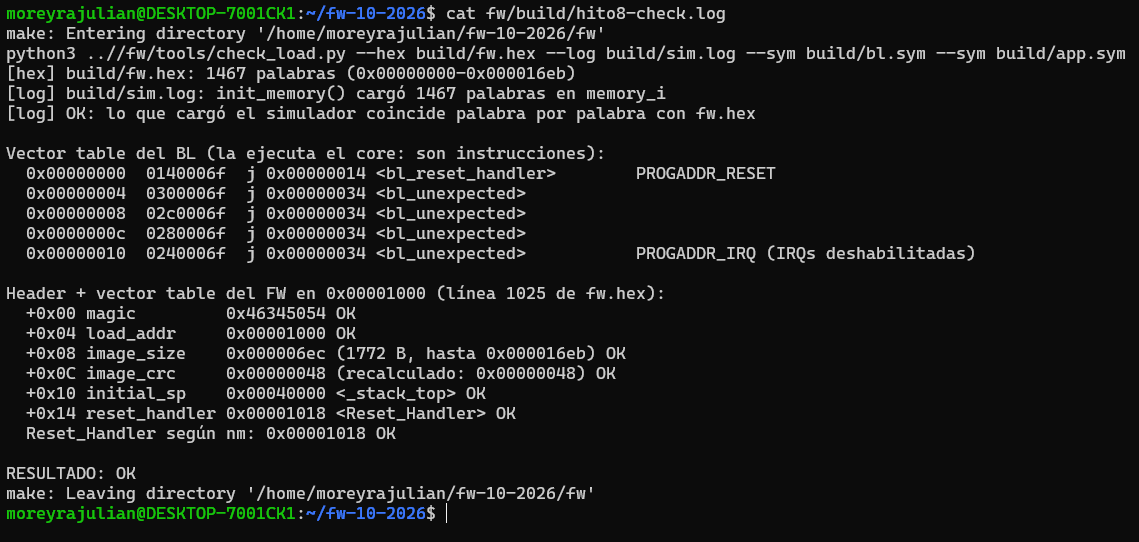 moreyrajulian@DESKTOP-7001CK1:~/fw-10-2026$ cat fw/build/hito8-check.log
make: Entering directory '/home/moreyrajulian/fw-10-2026/fw'
python3 ..//fw/tools/check_load.py --hex build/fw.hex --log build/sim.log --sym build/bl.sym --sym build/app.sym
[hex] build/fw.hex: 1467 palabras (0x00000000-0x000016eb)
[log] build/sim.log: init_memory() cargó 1467 palabras en memory_i
[log] OK: lo que cargó el simulador coincide palabra por palabra con fw.hex

Vector table del BL (la ejecuta el core: son instrucciones):
  0x00000000  0140006f  j 0x00000014 <bl_reset_handler>        PROGADDR_RESET
  0x00000004  0300006f  j 0x00000034 <bl_unexpected>
  0x00000008  02c0006f  j 0x00000034 <bl_unexpected>
  0x0000000c  0280006f  j 0x00000034 <bl_unexpected>
  0x00000010  0240006f  j 0x00000034 <bl_unexpected>           PROGADDR_IRQ (IRQs deshabilitadas)

Header + vector table del FW en 0x00001000 (línea 1025 de fw.hex):
  +0x00 magic         0x46345054 OK
  +0x04 load_addr     0x00001000 OK
  +0x08 image_size    0x000006ec (1772 B, hasta 0x000016eb) OK
  +0x0C image_crc     0x00000048 (recalculado: 0x00000048) OK
  +0x10 initial_sp    0x00040000 <_stack_top> OK
  +0x14 reset_handler 0x00001018 <Reset_Handler> OK
  Reset_Handler según nm: 0x00001018 OK

RESULTADO: OK
make: Leaving directory '/home/moreyrajulian/fw-10-2026/fw'
moreyrajulian@DESKTOP-7001CK1:~/fw-10-2026$